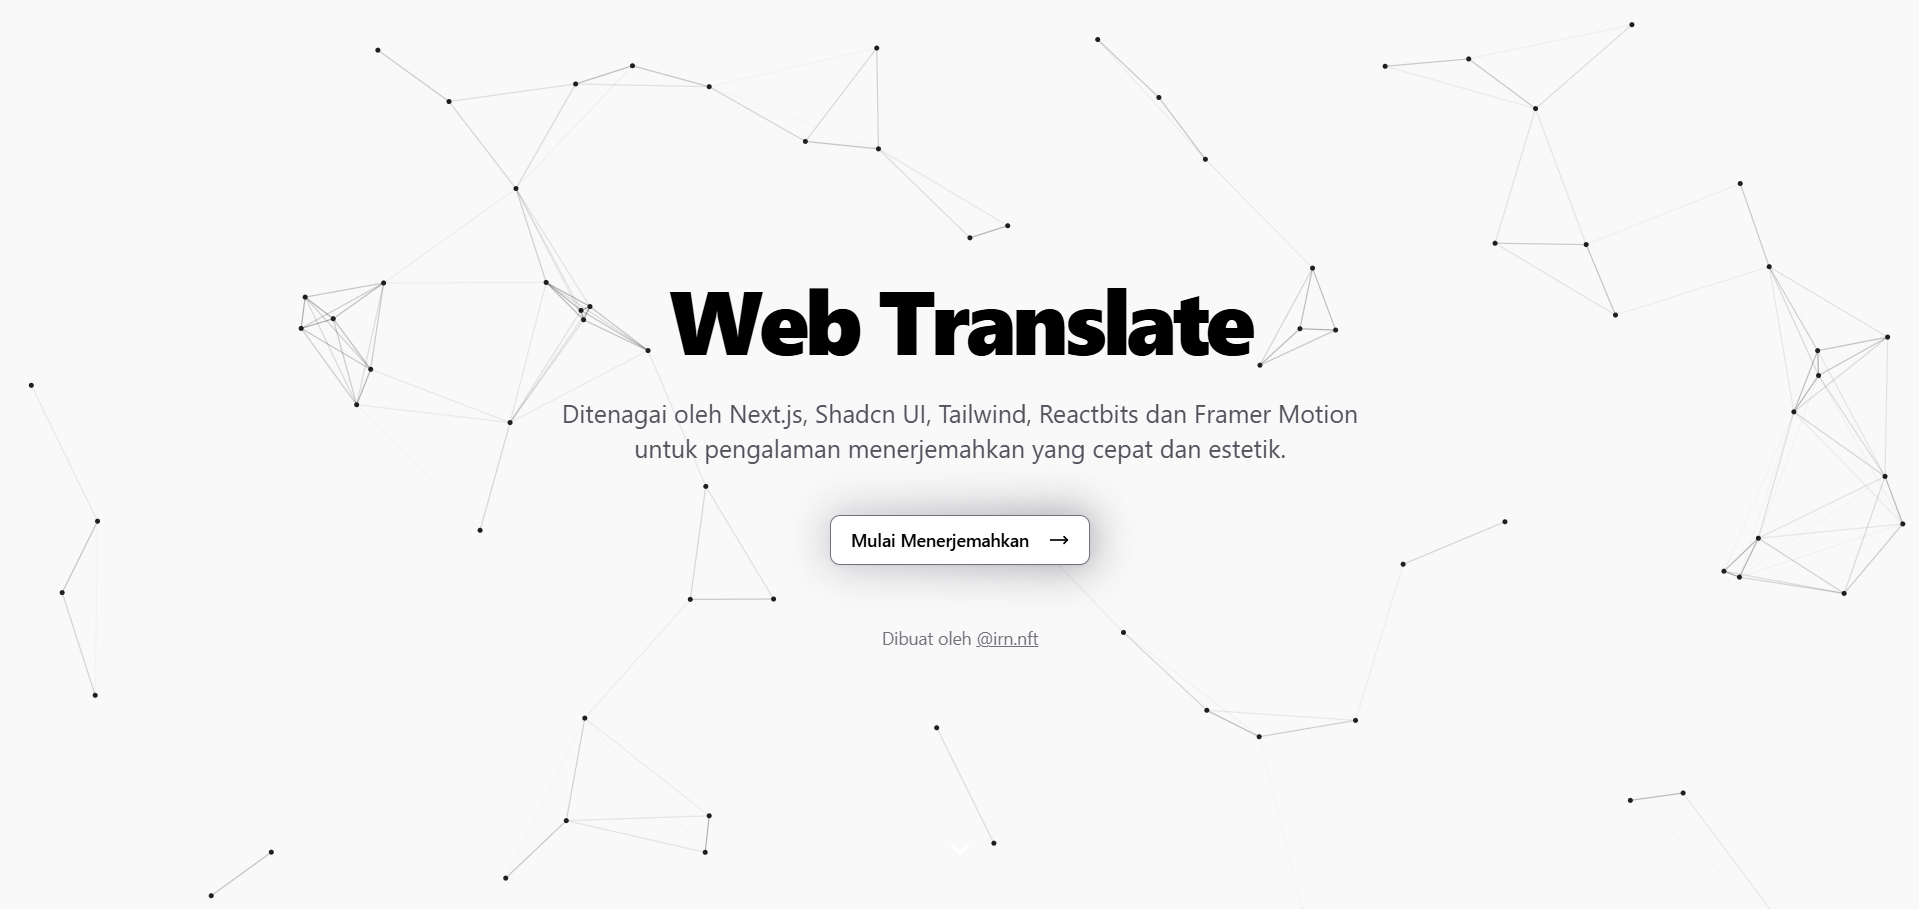 Web Translate
Ditenagai oleh Next.js, Shadcn UI, Tailwind, Reactbits dan Framer Motion
untuk pengalaman menerjemahkan yang cepat dan estetik.
Mulai Menerjemahkan →
Dibuat oleh @irn.nft